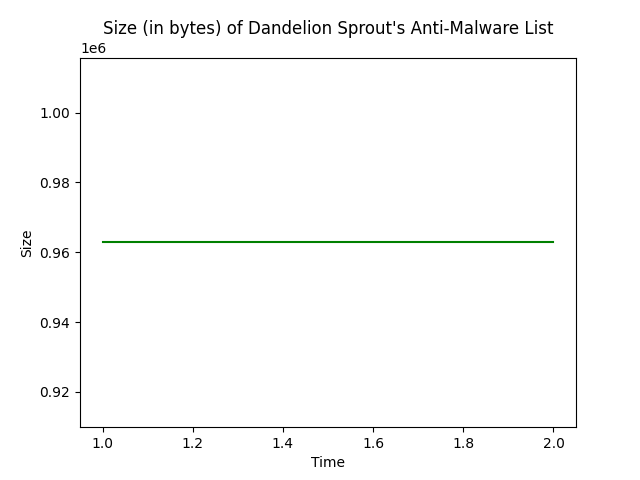 Size (in bytes) of Dandelion Sprout's Anti-Malware List
1e6
1.00
0.98
0.96
0.94
0.92
Size
1.0 1.2 1.4 1.6 1.8 2.0
Time